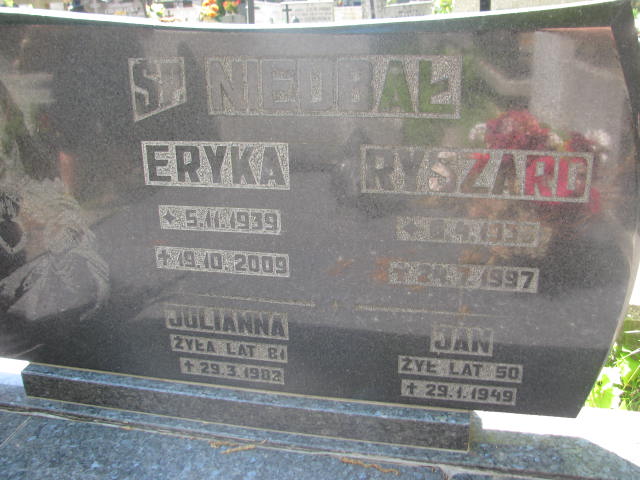 ŚP. NIEDBAŁ
ERYKA
* 5.11.1939
† 19.10.2009
RYSZARD
† 24.7.1997
JULIANNA
ŻYŁA LAT 81
† 29.3.1983
JAN
ŻYŁ LAT 50
† 29.1.1949